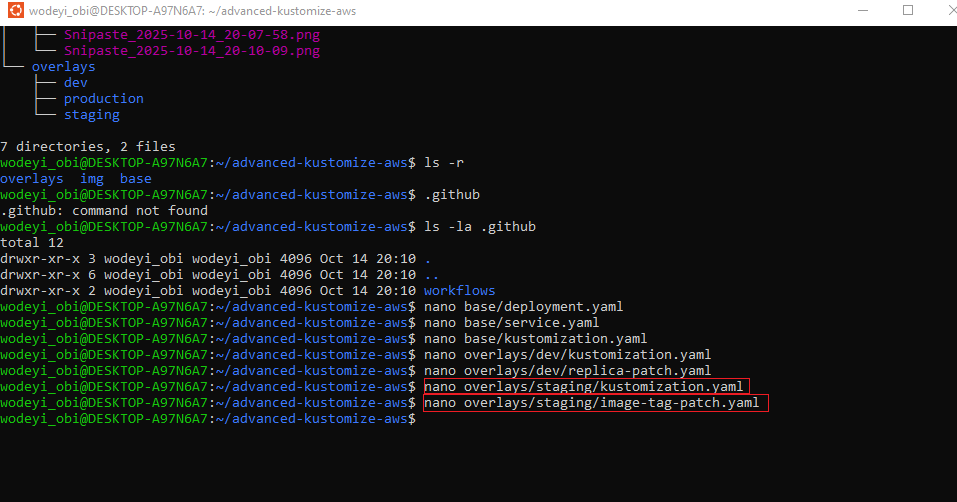 wodeyi_obi@DESKTOP-A97N6A7: ~/advanced-kustomize-aws
│   ├── Snipaste_2025-10-14_20-07-58.png
│   └── Snipaste_2025-10-14_20-10-09.png
└── overlays
    ├── dev
    ├── production
    └── staging
7 directories, 2 files
wodeyi_obi@DESKTOP-A97N6A7:~/advanced-kustomize-aws$ ls -r
overlays  img  base
wodeyi_obi@DESKTOP-A97N6A7:~/advanced-kustomize-aws$ .github
.github: command not found
wodeyi_obi@DESKTOP-A97N6A7:~/advanced-kustomize-aws$ ls -la .github
total 12
drwxr-xr-x 3 wodeyi_obi wodeyi_obi 4096 Oct 14 20:10 .
drwxr-xr-x 6 wodeyi_obi wodeyi_obi 4096 Oct 14 20:10 ..
drwxr-xr-x 2 wodeyi_obi wodeyi_obi 4096 Oct 14 20:10 workflows
wodeyi_obi@DESKTOP-A97N6A7:~/advanced-kustomize-aws$ nano base/deployment.yaml
wodeyi_obi@DESKTOP-A97N6A7:~/advanced-kustomize-aws$ nano base/service.yaml
wodeyi_obi@DESKTOP-A97N6A7:~/advanced-kustomize-aws$ nano base/kustomization.yaml
wodeyi_obi@DESKTOP-A97N6A7:~/advanced-kustomize-aws$ nano overlays/dev/kustomization.yaml
wodeyi_obi@DESKTOP-A97N6A7:~/advanced-kustomize-aws$ nano overlays/dev/replica-patch.yaml
wodeyi_obi@DESKTOP-A97N6A7:~/advanced-kustomize-aws$ nano overlays/staging/kustomization.yaml
wodeyi_obi@DESKTOP-A97N6A7:~/advanced-kustomize-aws$ nano overlays/staging/image-tag-patch.yaml
wodeyi_obi@DESKTOP-A97N6A7:~/advanced-kustomize-aws$